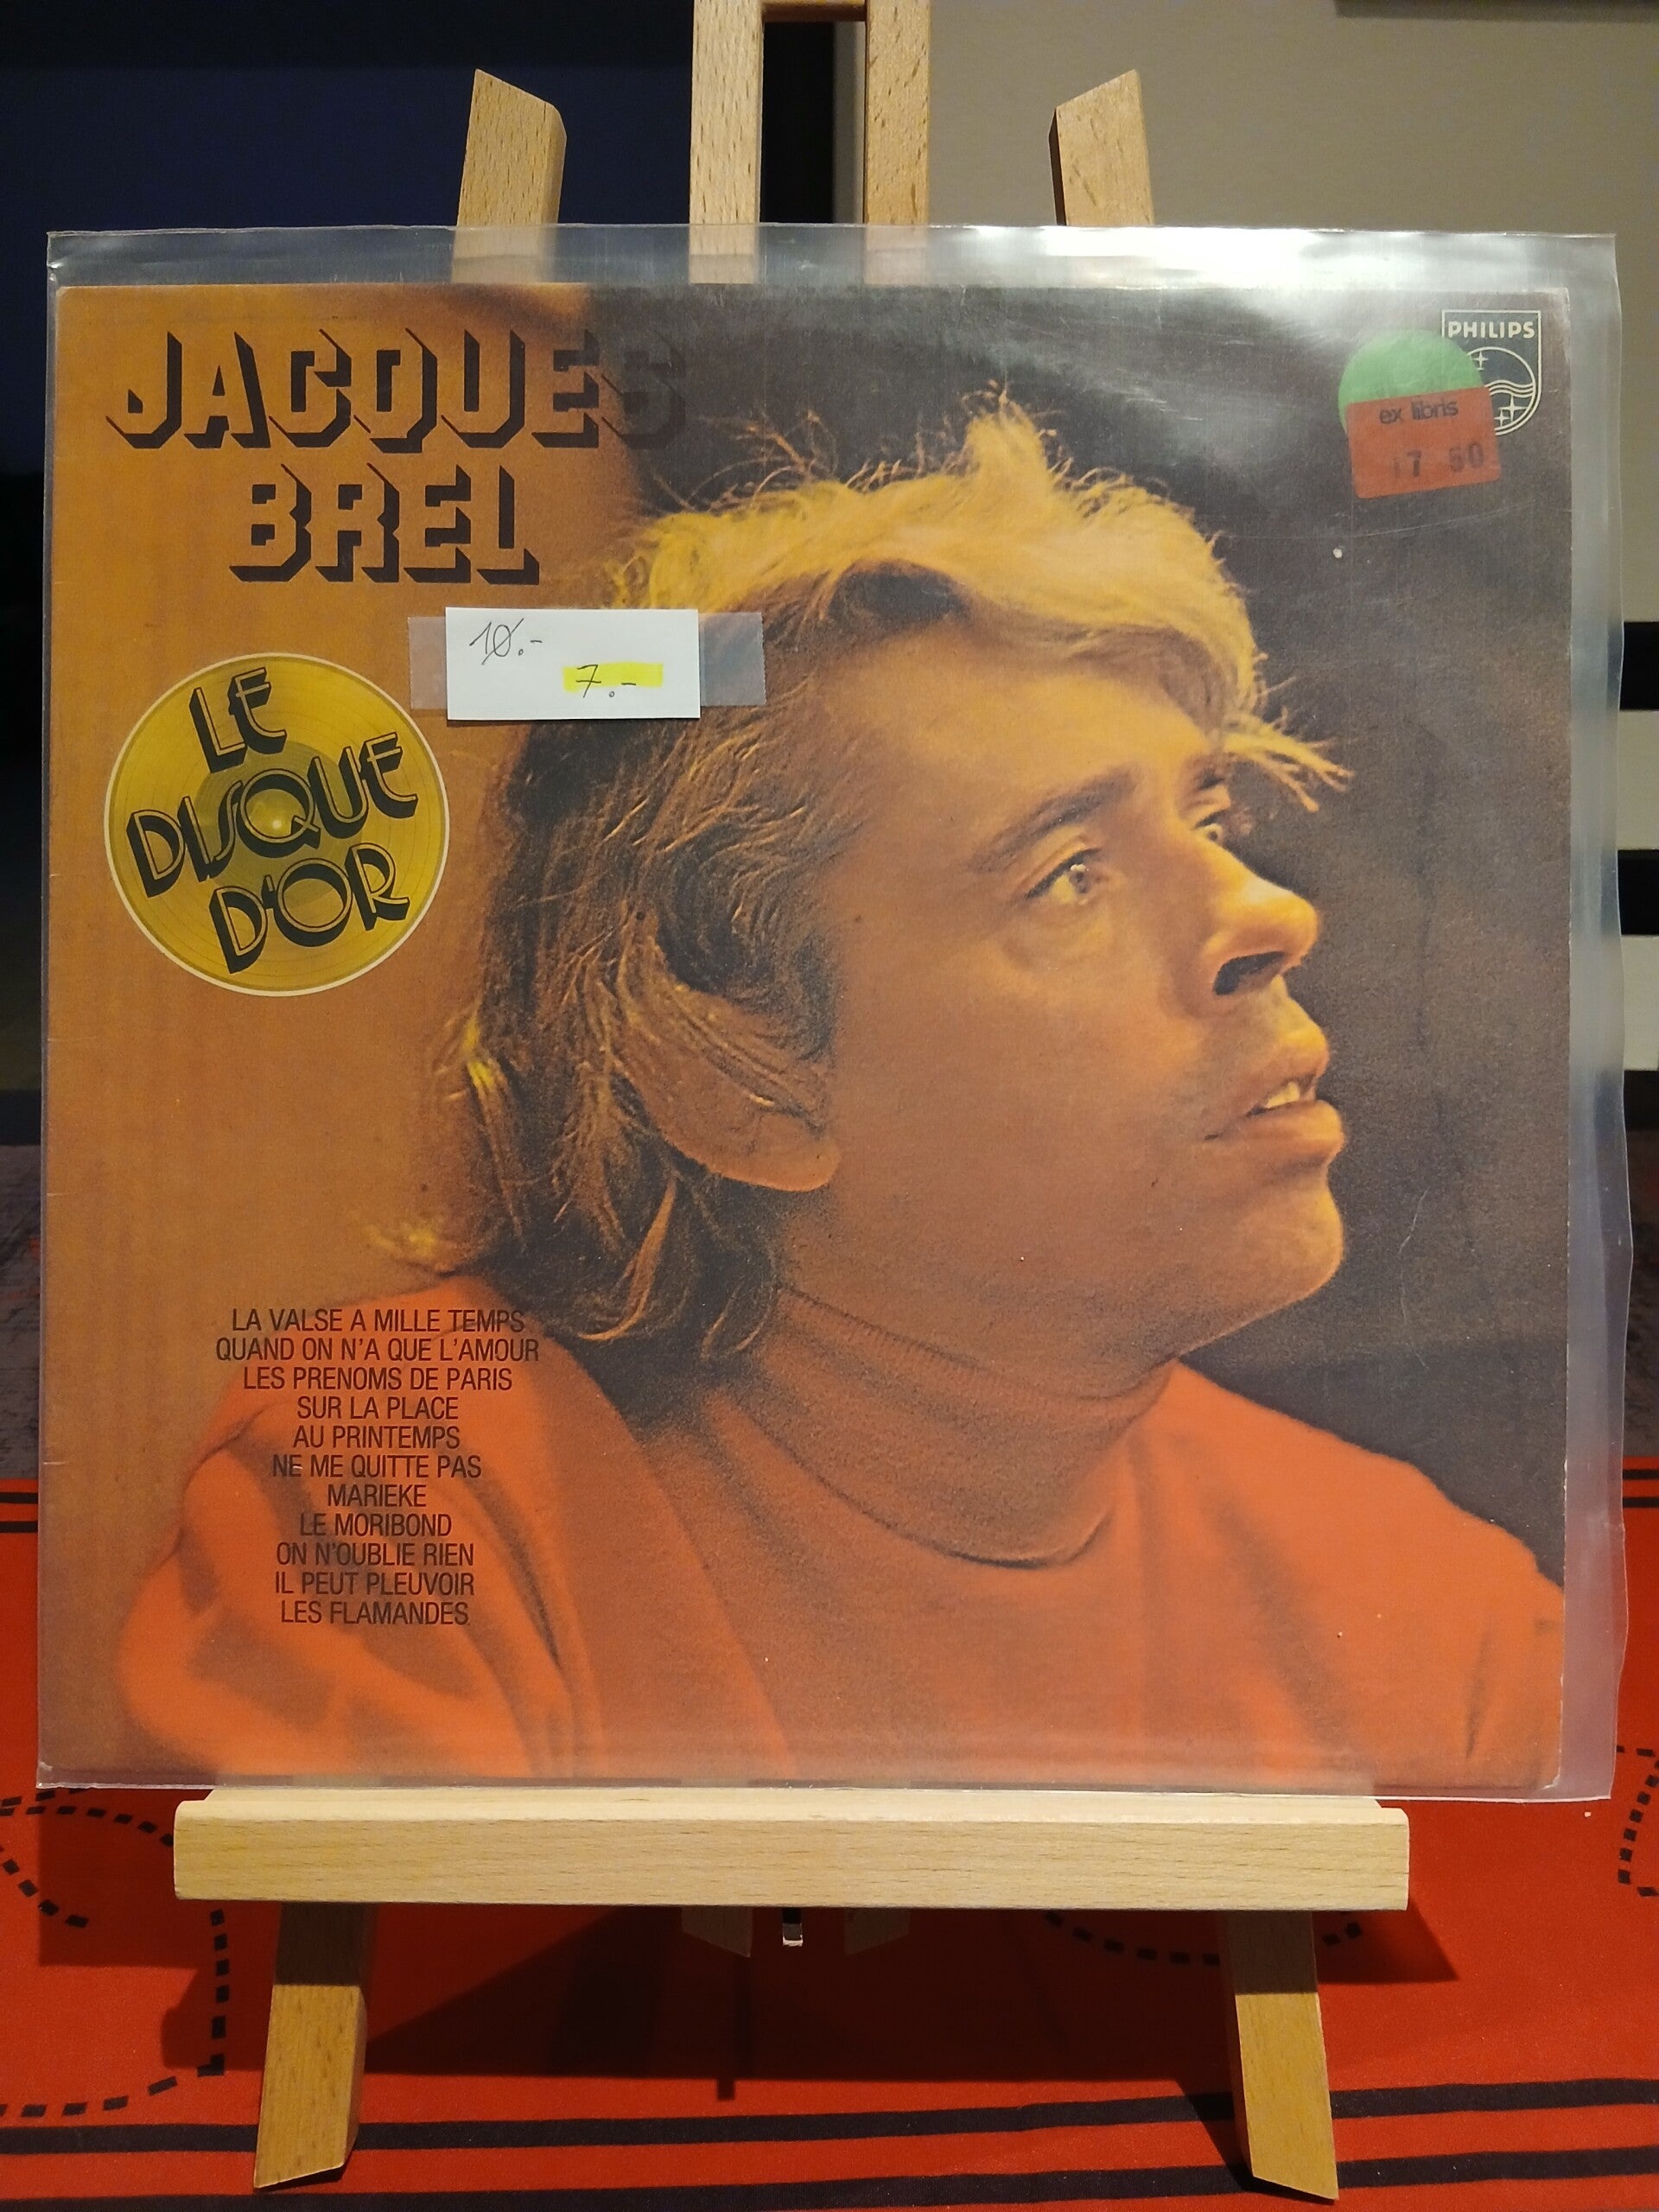 JACQUES
BREL
PHILIPS
ex libris
17 50
10.-
7.-
LE
DISQUE
D'OR
LA VALSE A MILLE TEMPS
QUAND ON N'A QUE L'AMOUR
LES PRENOMS DE PARIS
SUR LA PLACE
AU PRINTEMPS
NE ME QUITTE PAS
MARIEKE
LE MORIBOND
ON N'OUBLIE RIEN
IL PEUT PLEUVOIR
LES FLAMANDES